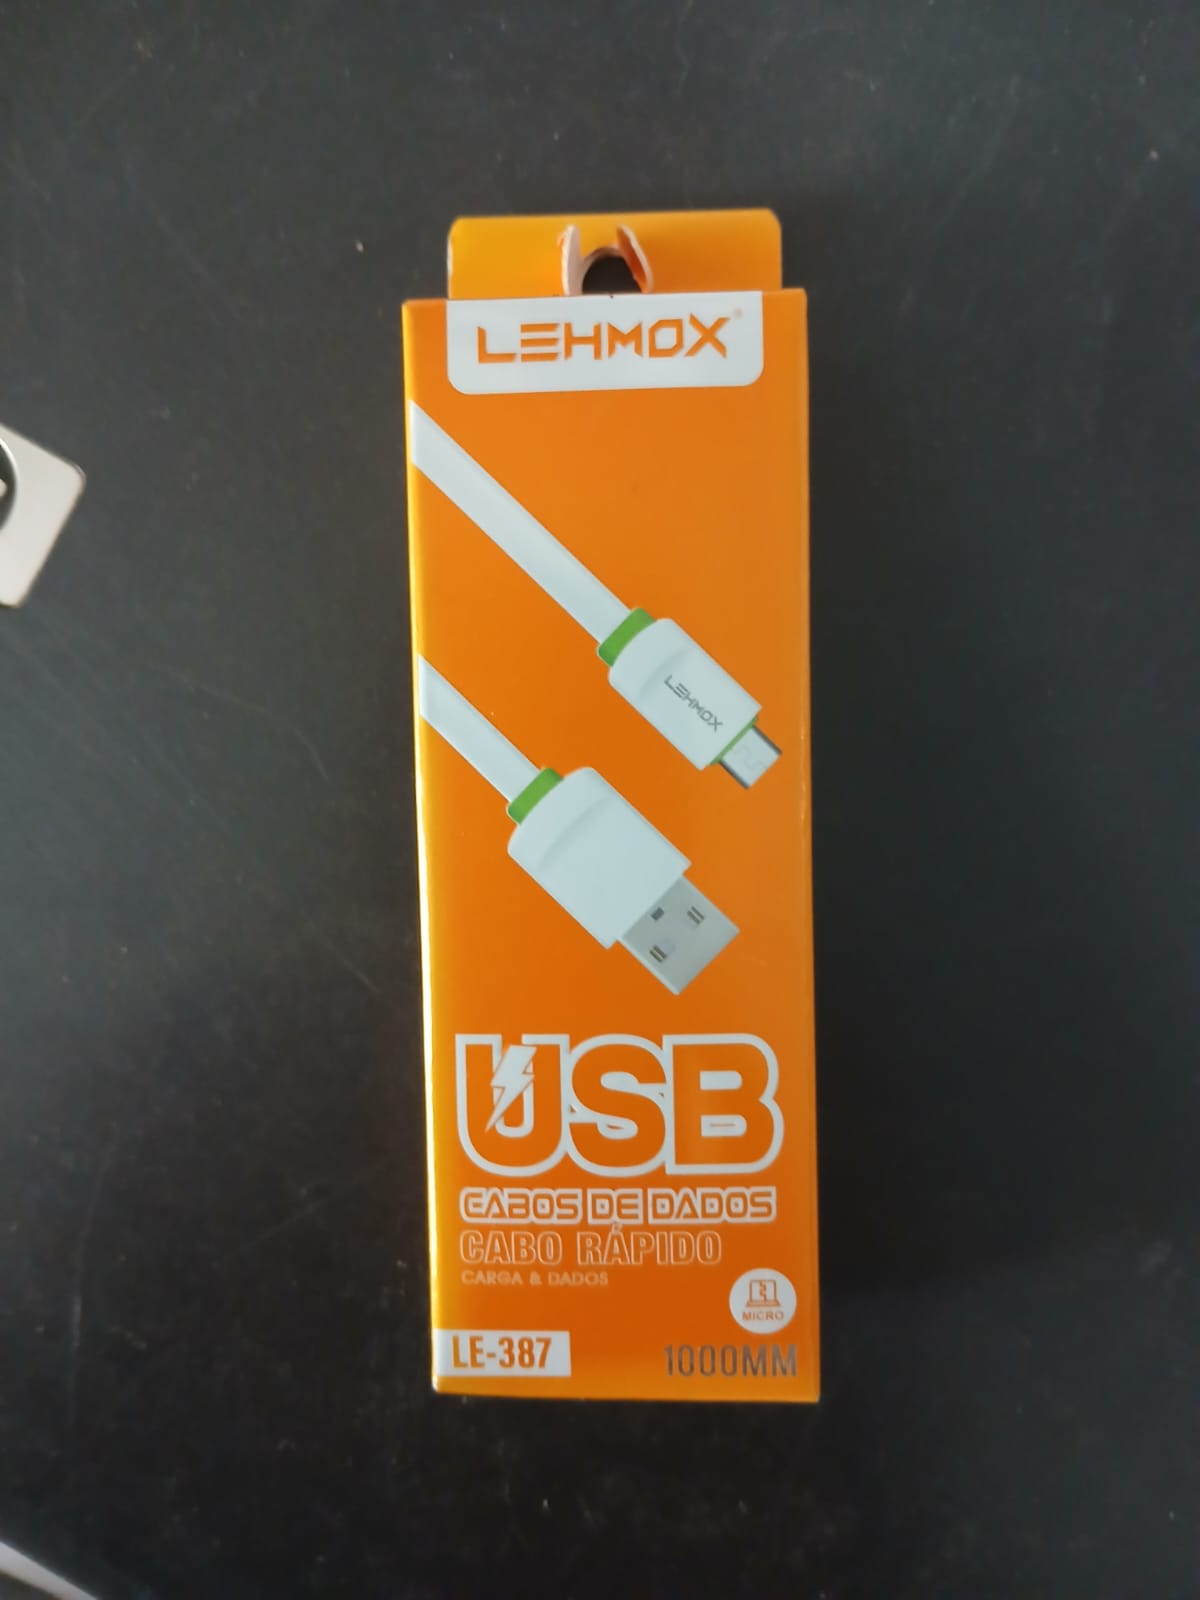 LEHMOX®
LEHMOX
USB
CABOS DE DADOS
CABO RÁPIDO
CARGA & DADOS
MICRO
LE-387
1000MM